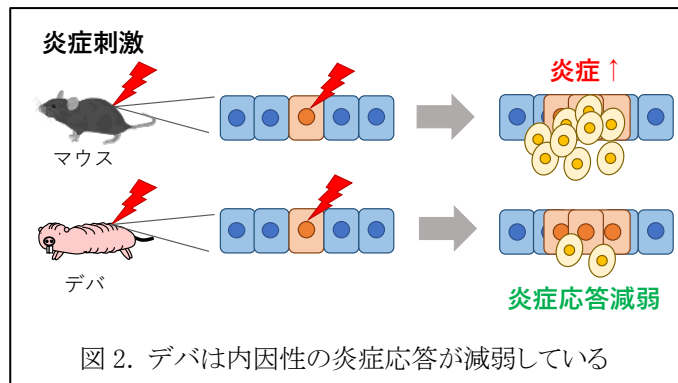 炎症刺激
炎症↑
マウス
デバ
炎症応答減弱
図 2. デバは内因性の炎症応答が減弱している